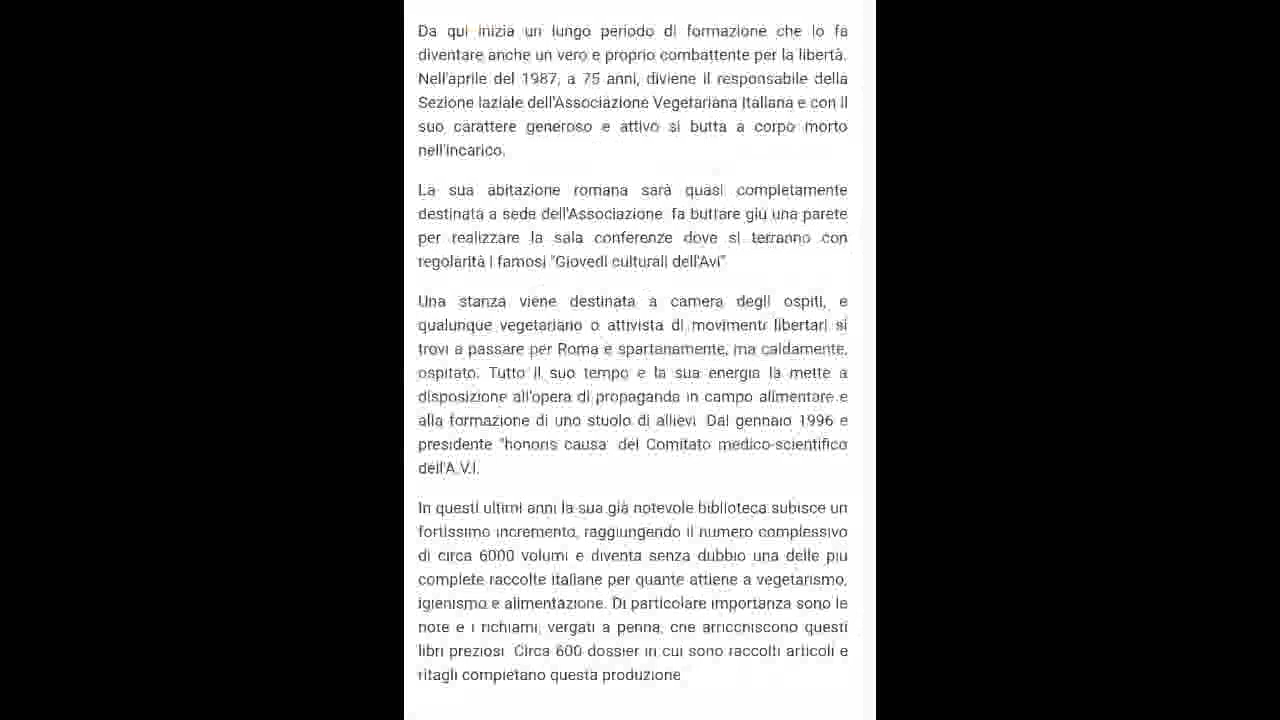 Da qui inizia un lungo periodo di formazione che lo fa
diventare anche un vero e proprio combattente per la libertà.
Nell'aprile del 1987, a 75 anni, diviene il responsabile della
Sezione laziale dell'Associazione Vegetariana Italiana e con il
suo carattere generoso e attivo si butta a corpo morto
nell'incarico.
La sua abitazione romana sarà quasi completamente
destinata a sede dell'Associazione: fa buttare giù una parete
per realizzare la sala conferenze dove si terranno con
regolarità i famosi "Giovedì culturali dell'Avi"
Una stanza viene destinata a camera degli ospiti, e
qualunque vegetariano o attivista di movimenti libertari si
trovi a passare per Roma è spartanamente, ma caldamente,
ospitato. Tutto il suo tempo e la sua energia la mette a
disposizione all'opera di propaganda in campo alimentare e
alla formazione di uno stuolo di allievi. Dal gennaio 1996 è
presidente "honoris causa" del Comitato medico-scientifico
dell'A.V.I.
In questi ultimi anni la sua già notevole biblioteca subisce un
fortissimo incremento, raggiungendo il numero complessivo
di circa 6000 volumi e diventa senza dubbio una delle più
complete raccolte italiane per quante attiene a vegetarismo,
igienismo e alimentazione. Di particolare importanza sono le
note e i richiami, vergati a penna, che arricchiscono questi
libri preziosi. Circa 600 dossier in cui sono raccolti articoli e
ritagli completano questa produzione